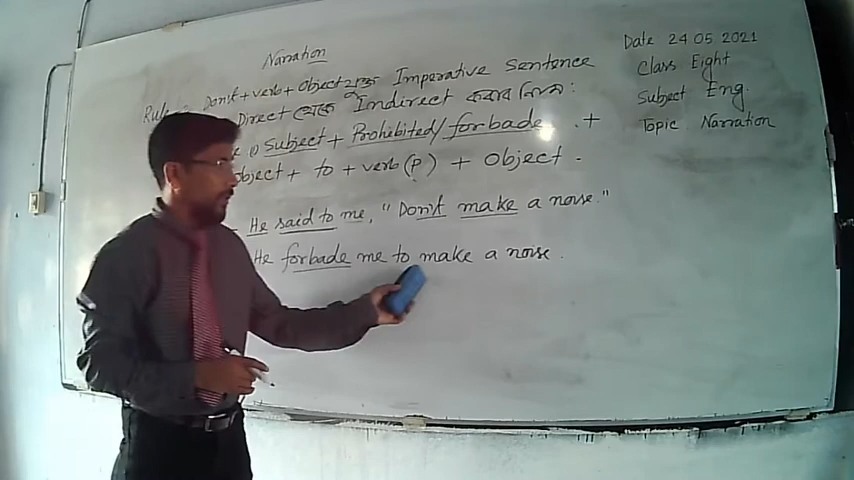 Narration
Date 24 05 2021
Class Eight
Subject Eng.
Topic Narration
Rule Don't + verb + Object যুক্ত Imperative Sentence
Direct থেকে Indirect করার নিয়ম:
(i) Subject + Prohibited/forbade +
object + to + verb (P) + Object.
He said to me, "Don't make a noise."
He forbade me to make a noise.